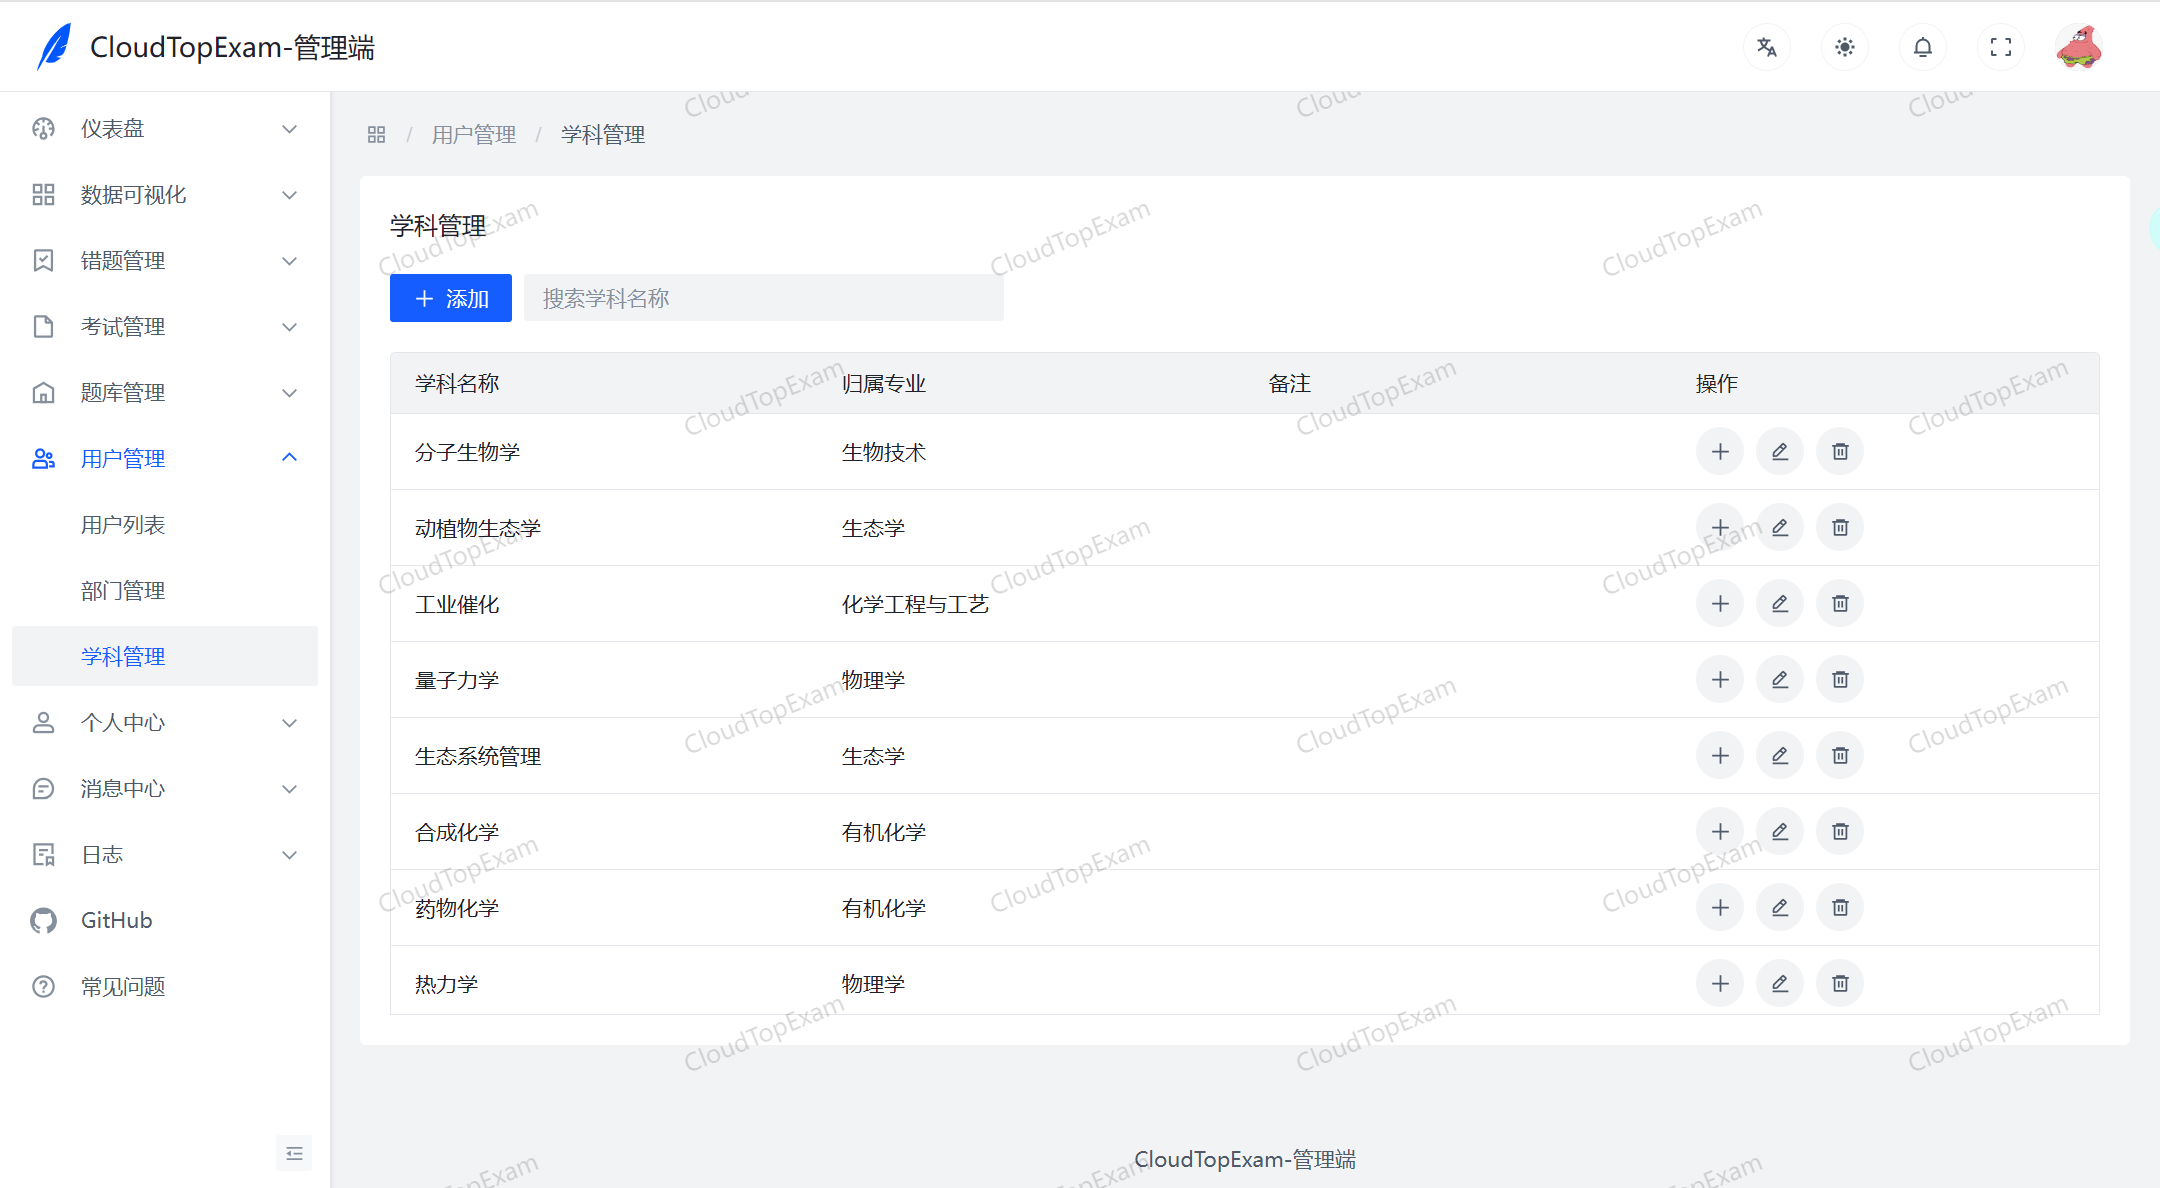 CloudTopExam-管理端
仪表盘
数据可视化
错题管理
考试管理
题库管理
用户管理
用户列表
部门管理
学科管理
个人中心
消息中心
日志
GitHub
常见问题
/ 用户管理 / 学科管理
学科管理
添加 搜索学科名称
学科名称 归属专业 备注 操作
分子生物学 生物技术
动植物生态学 生态学
工业催化 化学工程与工艺
量子力学 物理学
生态系统管理 生态学
合成化学 有机化学
药物化学 有机化学
热力学 物理学
CloudTopExam-管理端
CloudTopExam